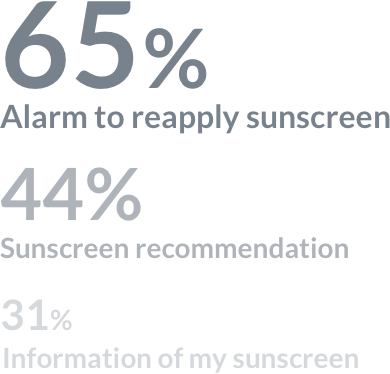 65%
Alarm to reapply sunscreen
44%
Sunscreen recommendation
31%
Information of my sunscreen